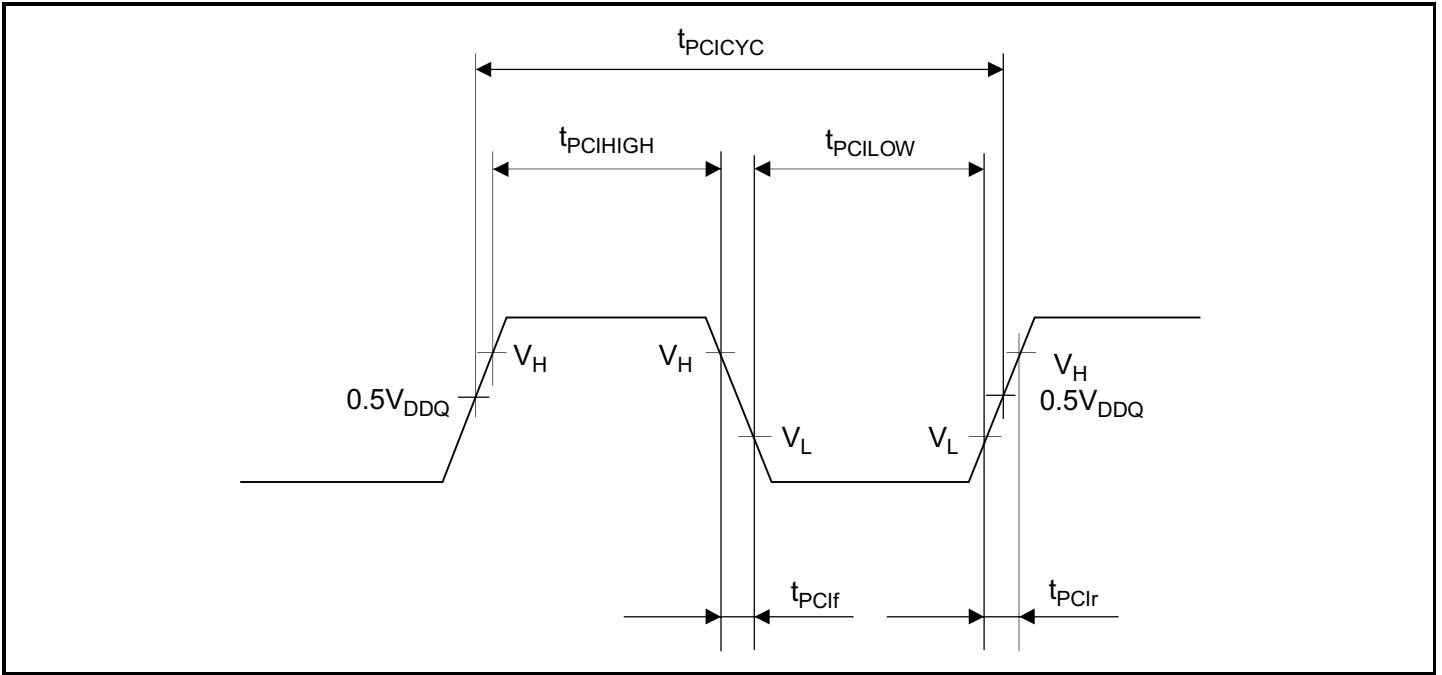 tPCICYC
tPCIHIGH
tPCILOW
VH
VH
VH
0.5VDDQ
0.5VDDQ
VL
VL
tPCIf
tPCIr